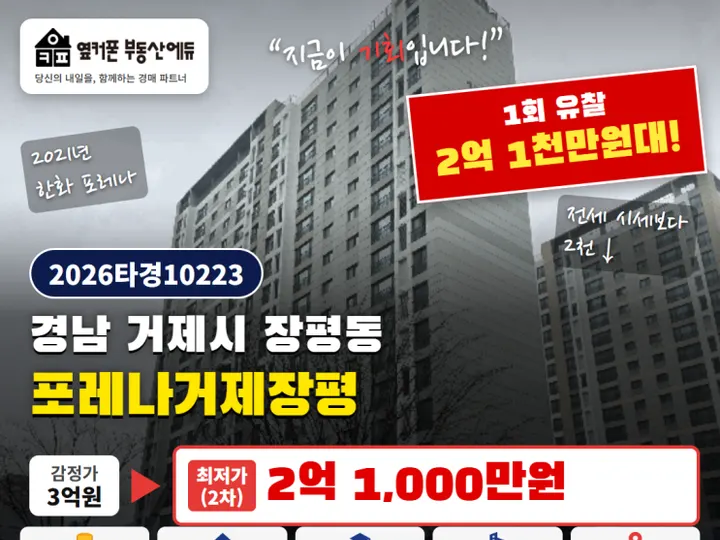 옆커폰 부동산에듀
당신의 내일을, 함께하는 경매 파트너
“지금이 기회입니다!”
1회 유찰
2억 1천만원대!
2021년
한화 포레나
전세 시세보다
2천↓
2026타경10223
경남 거제시 장평동
포레나거제장평
감정가
3억원
최저가
(2차)
2억 1,000만원